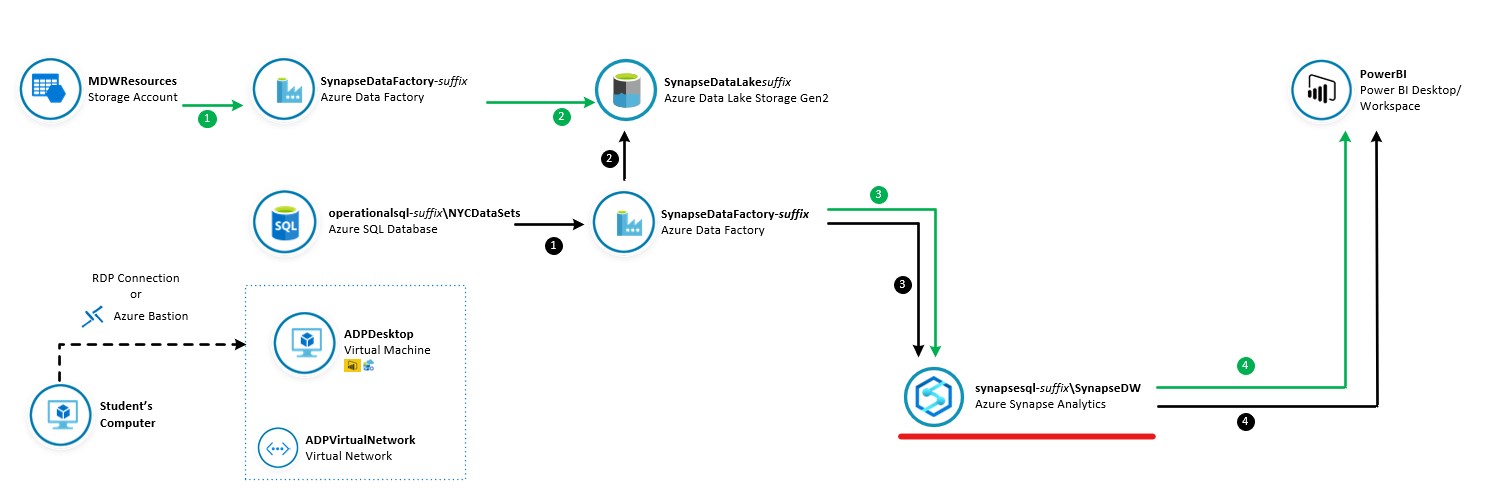 MDWResources
Storage Account
1
SynapseDataFactory-suffix
Azure Data Factory
2
SynapseDataLakesuffix
Azure Data Lake Storage Gen2
PowerBI
Power BI Desktop/
Workspace
2
operationalsql-suffix\NYCDataSets
Azure SQL Database
1
SQL
SynapseDataFactory-suffix
Azure Data Factory
3
3
RDP Connection
or
Azure Bastion
ADPDesktop
Virtual Machine
Student's
Computer
ADPVirtualNetwork
Virtual Network
synapsesql-suffix\SynapseDW
Azure Synapse Analytics
4
4